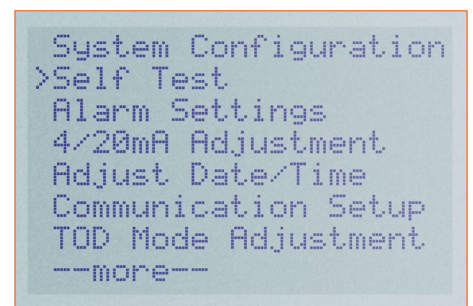 System Configuration
>Self Test
Alarm Settings
4/20mA Adjustment
Adjust Date/Time
Communication Setup
TOD Mode Adjustment
--more--